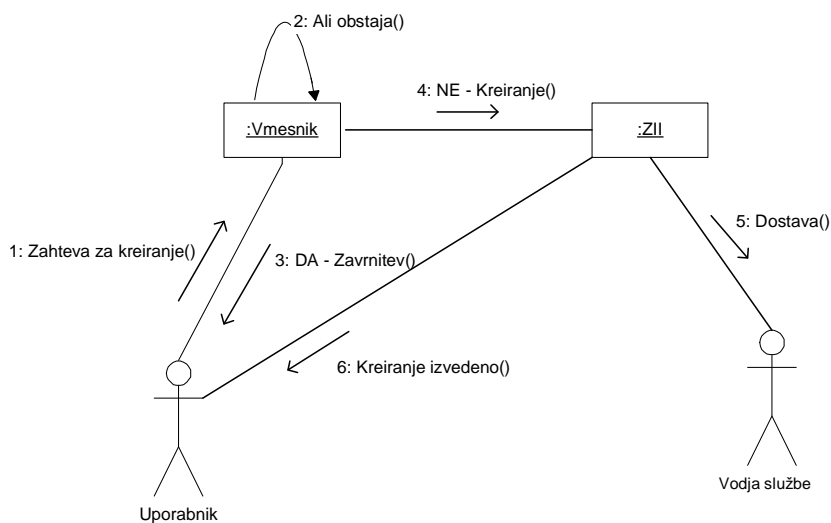 2: Ali obstaja()
4: NE - Kreiranje()
:Vmesnik
:ZII
5: Dostava()
1: Zahteva za kreiranje()
3: DA - Zavrnitev()
6: Kreiranje izvedeno()
Vodja službe
Uporabnik